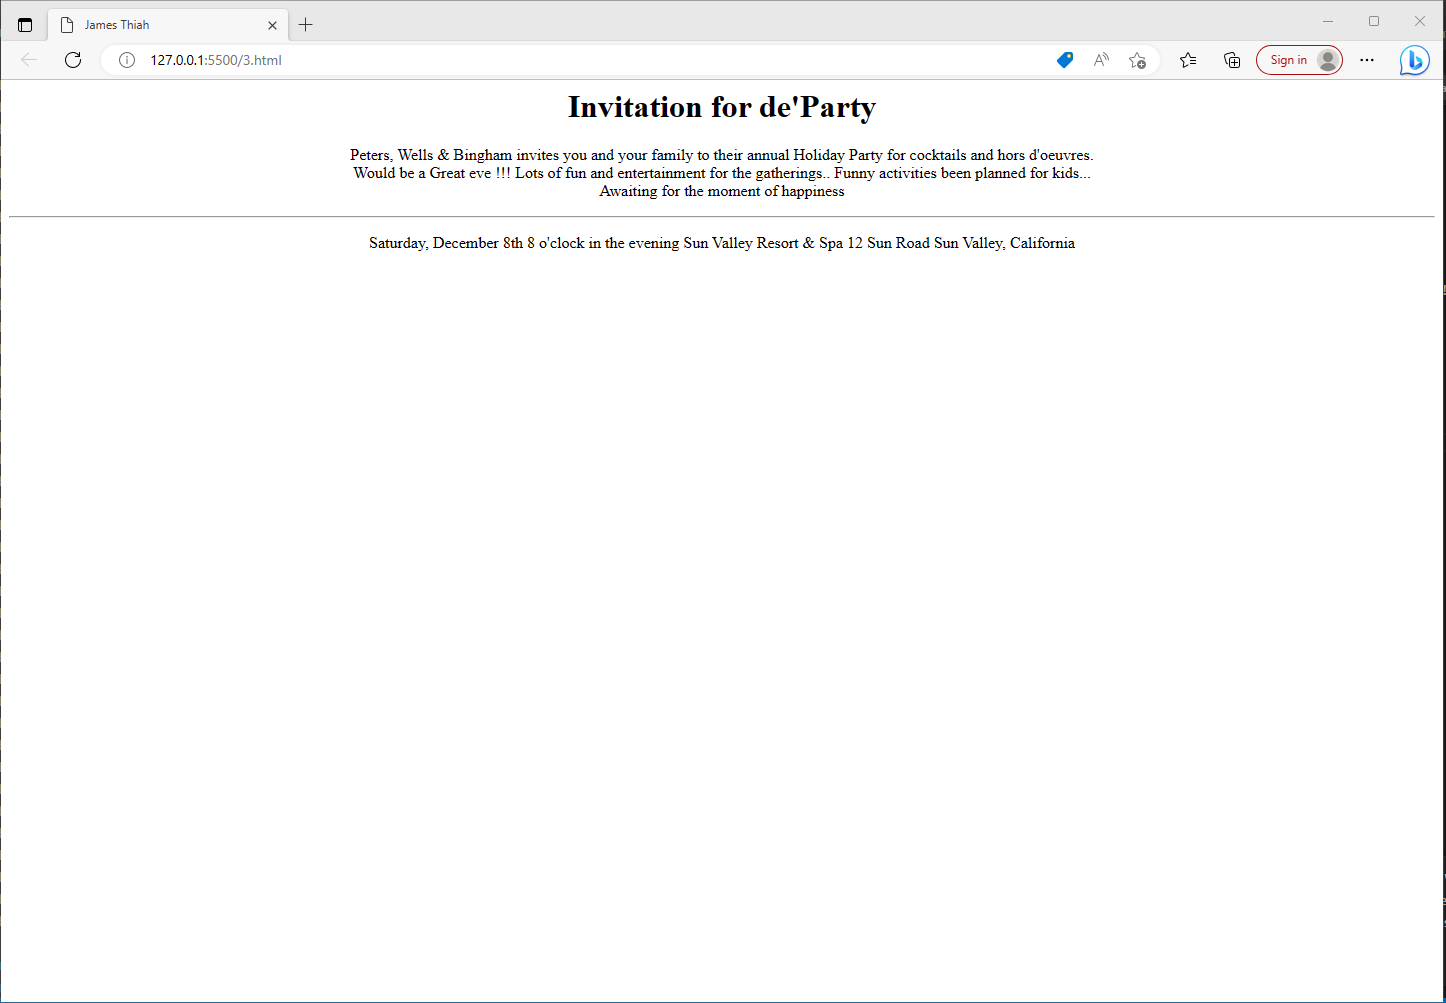 James Thiah
127.0.0.1:5500/3.html
Sign in
Invitation for de'Party
Peters, Wells & Bingham invites you and your family to their annual Holiday Party for cocktails and hors d'oeuvres.
Would be a Great eve !!! Lots of fun and entertainment for the gatherings.. Funny activities been planned for kids...
Awaiting for the moment of happiness
Saturday, December 8th 8 o'clock in the evening Sun Valley Resort & Spa 12 Sun Road Sun Valley, California